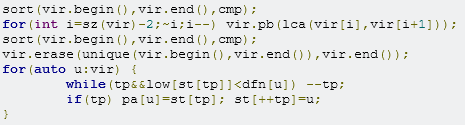 sort(vir.begin(),vir.end(),cmp);
for(int i=sz(vir)-2;~i;i--) vir.pb(lca(vir[i],vir[i+1]));
sort(vir.begin(),vir.end(),cmp);
vir.erase(unique(vir.begin(),vir.end()),vir.end());
for(auto u:vir) {
        while(tp&&low[st[tp]]<dfn[u]) --tp;
        if(tp) pa[u]=st[tp]; st[++tp]=u;
}